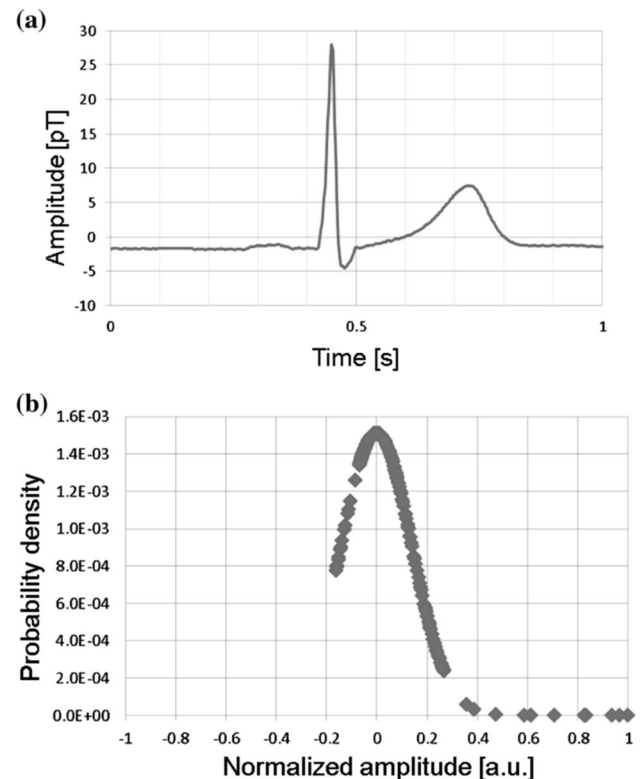 (a)
30
25
20
15
10
5
0
-5
-10
Amplitude [pT]
0
0.5
1
Time [s]
(b)
1.6E-03
1.4E-03
1.2E-03
1.0E-03
8.0E-04
6.0E-04
4.0E-04
2.0E-04
0.0E+00
Probability density
-1 -0.8 -0.6 -0.4 -0.2 0 0.2 0.4 0.6 0.8 1
Normalized amplitude [a.u.]